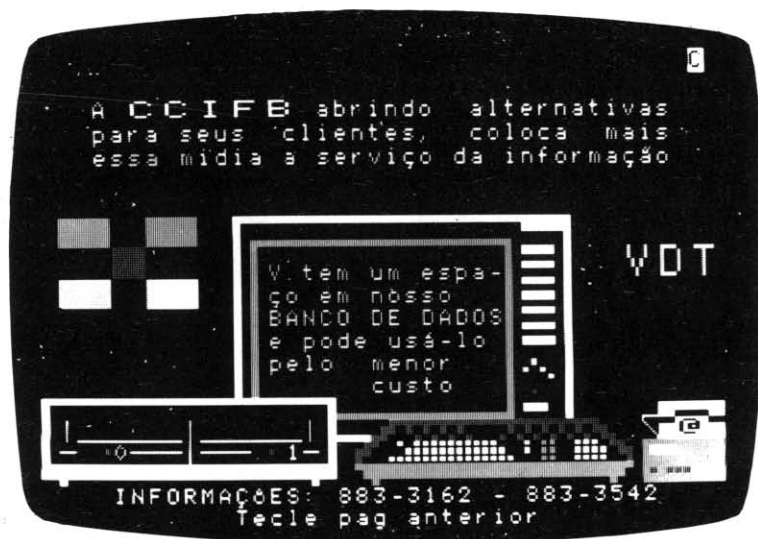 C
A CCIFB abrindo alternativas
para seus clientes, coloca mais
essa mídia a serviço da informação
VDT
V. tem um espa-
ço em nosso
BANCO DE DADOS
e pode usá-lo
pelo menor
custo
0 1
@
INFORMAÇÕES: 883-3162 - 883-3542
Tecle pag anterior